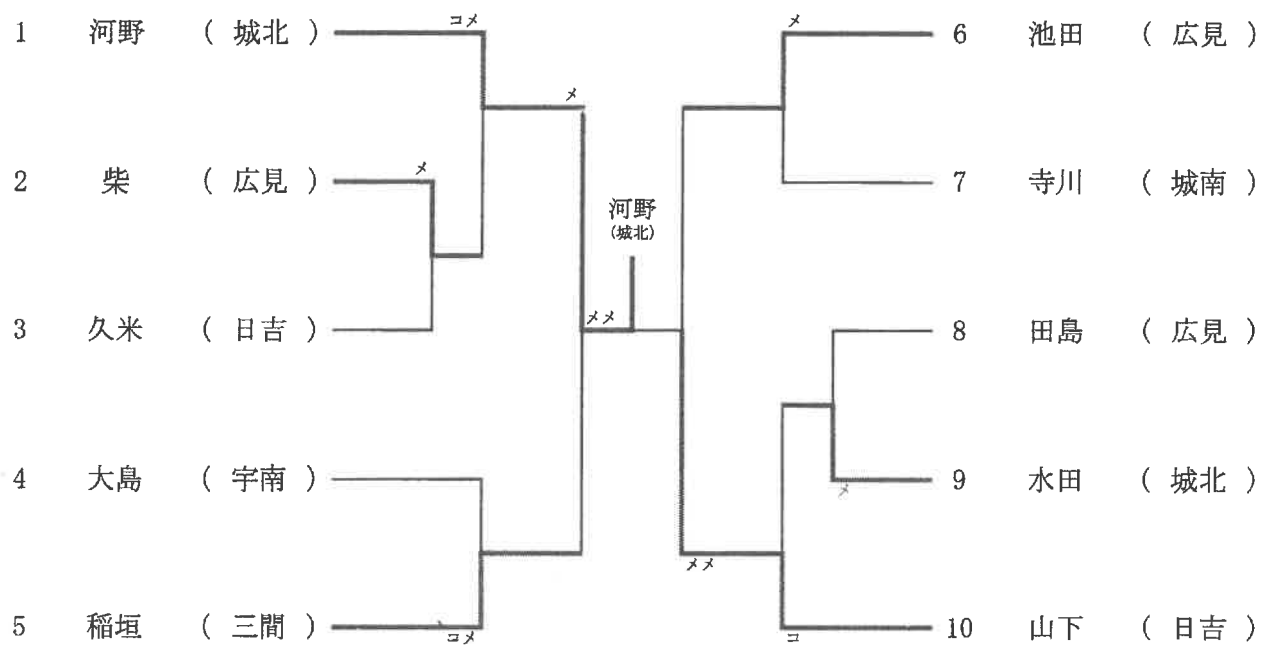 コメ メ
1 河野 ( 城北 ) 6 池田 ( 広見 )
メ
メ
2 柴 ( 広見 ) 7 寺川 ( 城南 )
河野
(城北)
メメ
3 久米 ( 日吉 ) 8 田島 ( 広見 )
4 大島 ( 宇南 ) 9 水田 ( 城北 )
メ
メメ
5 稲垣 ( 三間 ) 10 山下 ( 日吉 )
コメ コ